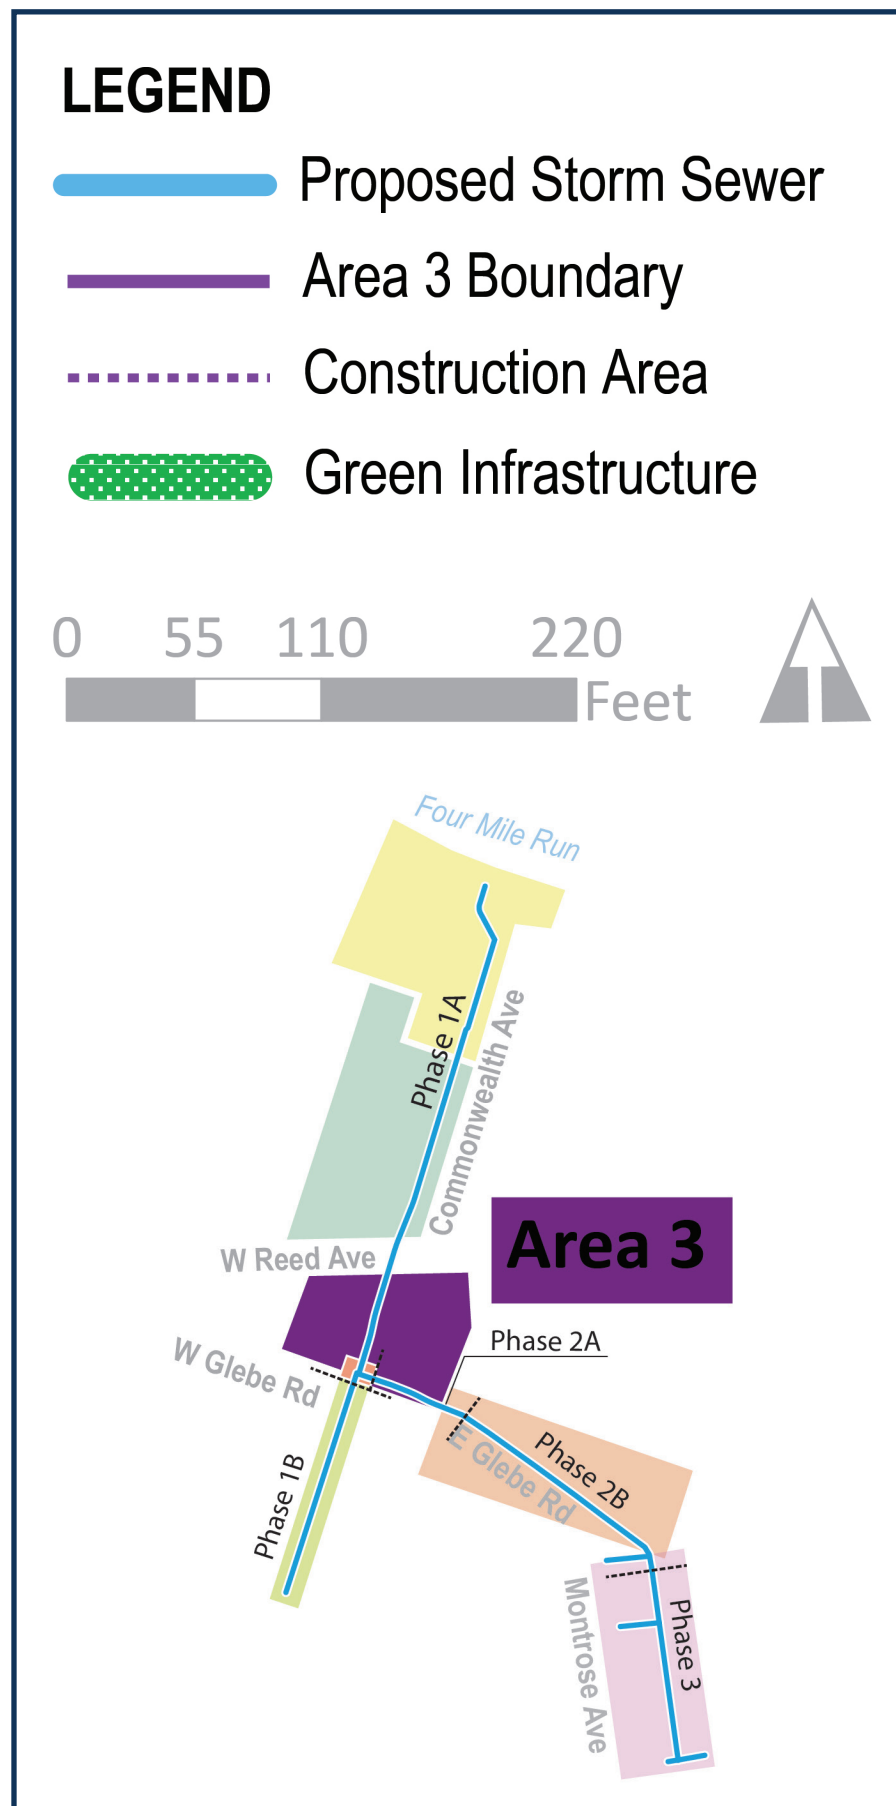 LEGEND
Proposed Storm Sewer
Area 3 Boundary
Construction Area
Green Infrastructure
0 55 110 220
Feet
Four Mile Run
Phase 1A
Commonwealth Ave
Area 3
W Reed Ave
Phase 2A
W Glebe Rd
E Glebe Rd
Phase 2B
Phase 1B
Montrose Ave
Phase 3